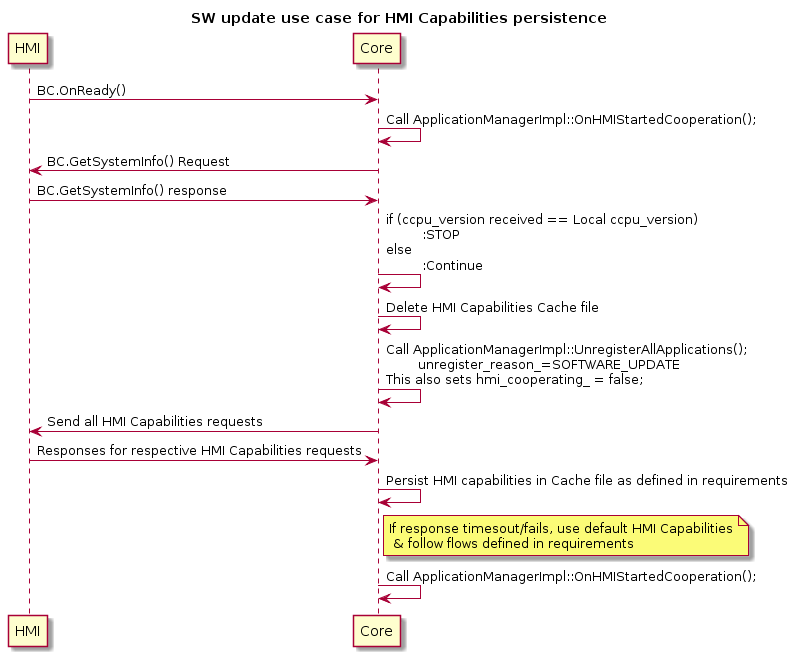 SW update use case for HMI Capabilities persistence
HMI
Core
BC.OnReady()
Call ApplicationManagerImpl::OnHMIStartedCooperation();
BC.GetSystemInfo() Request
BC.GetSystemInfo() response
if (ccpu_version received == Local ccpu_version)
:STOP
else
:Continue
Delete HMI Capabilities Cache file
Call ApplicationManagerImpl::UnregisterAllApplications();
unregister_reason_=SOFTWARE_UPDATE
This also sets hmi_cooperating_ = false;
Send all HMI Capabilities requests
Responses for respective HMI Capabilities requests
Persist HMI capabilities in Cache file as defined in requirements
If response timesout/fails, use default HMI Capabilities
& follow flows defined in requirements
Call ApplicationManagerImpl::OnHMIStartedCooperation();
HMI
Core